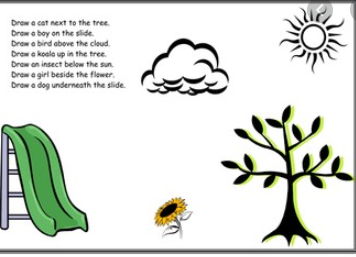 Draw a cat next to the tree.
Draw a boy on the slide.
Draw a bird above the cloud.
Draw a koala up in the tree.
Draw an insect below the sun.
Draw a girl beside the flower.
Draw a dog underneath the slide.